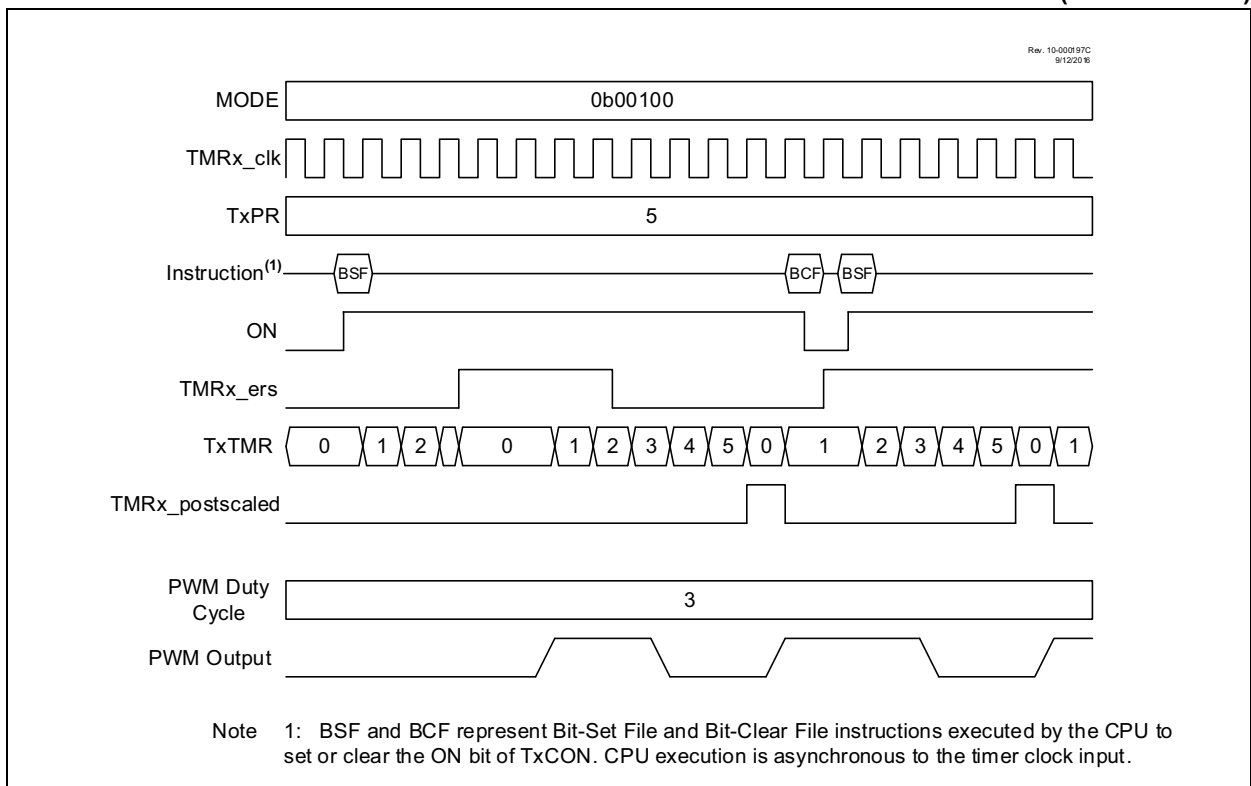 Rev. 10-000197C
9/12/2016
MODE 0b00100
TMRx_clk
TxPR 5
Instruction(1) BSF BCF BSF
ON
TMRx_ers
TxTMR 0 1 2 0 1 2 3 4 5 0 1 2 3 4 5 0 1
TMRx_postscaled
PWM Duty
Cycle 3
PWM Output
Note 1: BSF and BCF represent Bit-Set File and Bit-Clear File instructions executed by the CPU to
set or clear the ON bit of TxCON. CPU execution is asynchronous to the timer clock input.